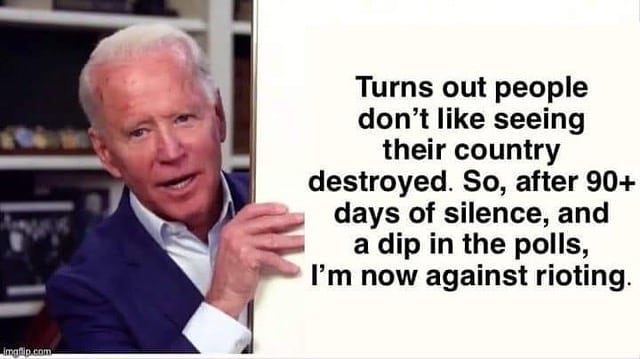 Turns out people
don’t like seeing
their country
destroyed. So, after 90+
days of silence, and
a dip in the polls,
I’m now against rioting.
imgflip.com